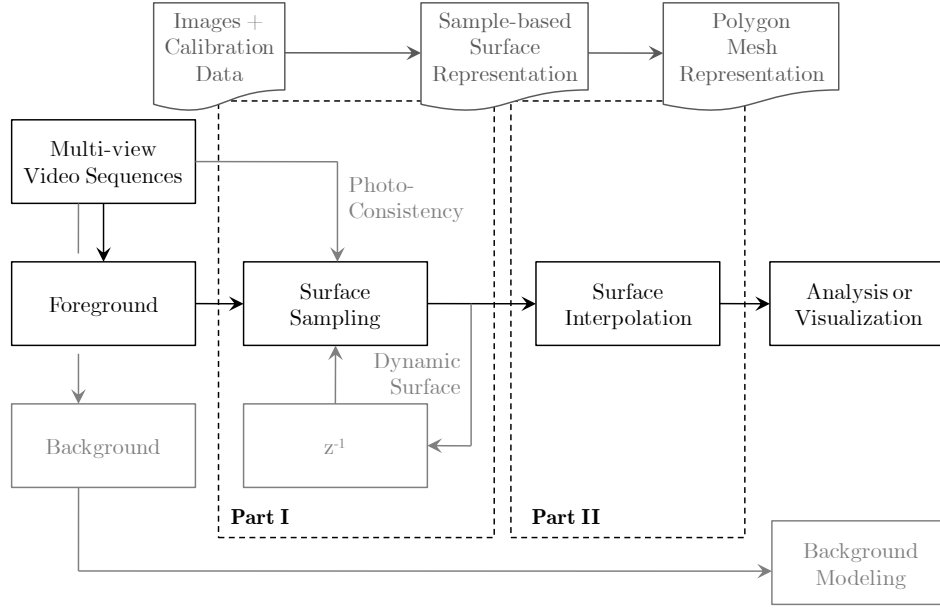 Images +
Calibration
Data
Sample-based
Surface
Representation
Polygon
Mesh
Representation
Multi-view
Video Sequences
Photo-
Consistency
Foreground
Surface
Sampling
Surface
Interpolation
Analysis or
Visualization
Dynamic
Surface
Background
z-1
Part I
Part II
Background
Modeling